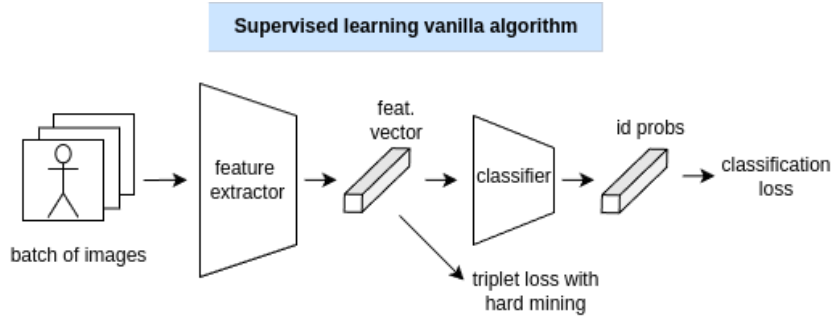 Supervised learning vanilla algorithm
batch of images
feature
extractor
feat.
vector
classifier
id probs
classification
loss
triplet loss with
hard mining